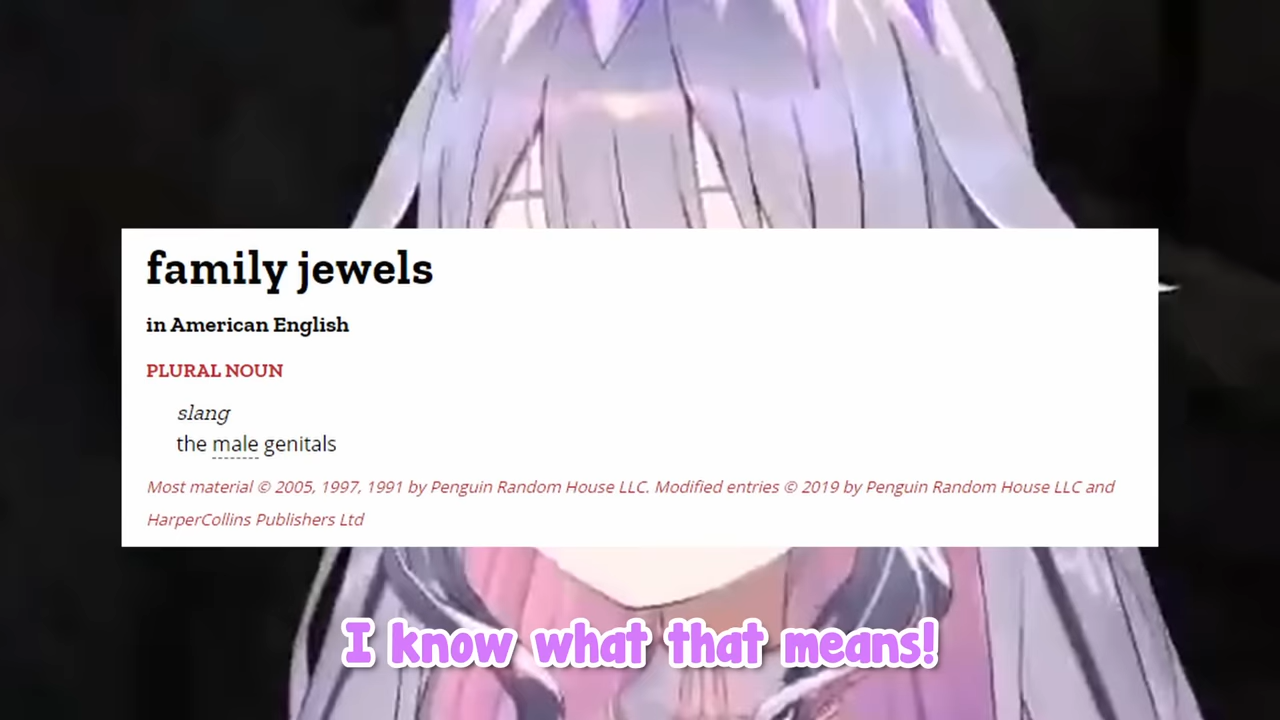 family jewels
in American English
PLURAL NOUN
slang
the male genitals
Most material © 2005, 1997, 1991 by Penguin Random House LLC. Modified entries © 2019 by Penguin Random House LLC and
HarperCollins Publishers Ltd
I know what that means!